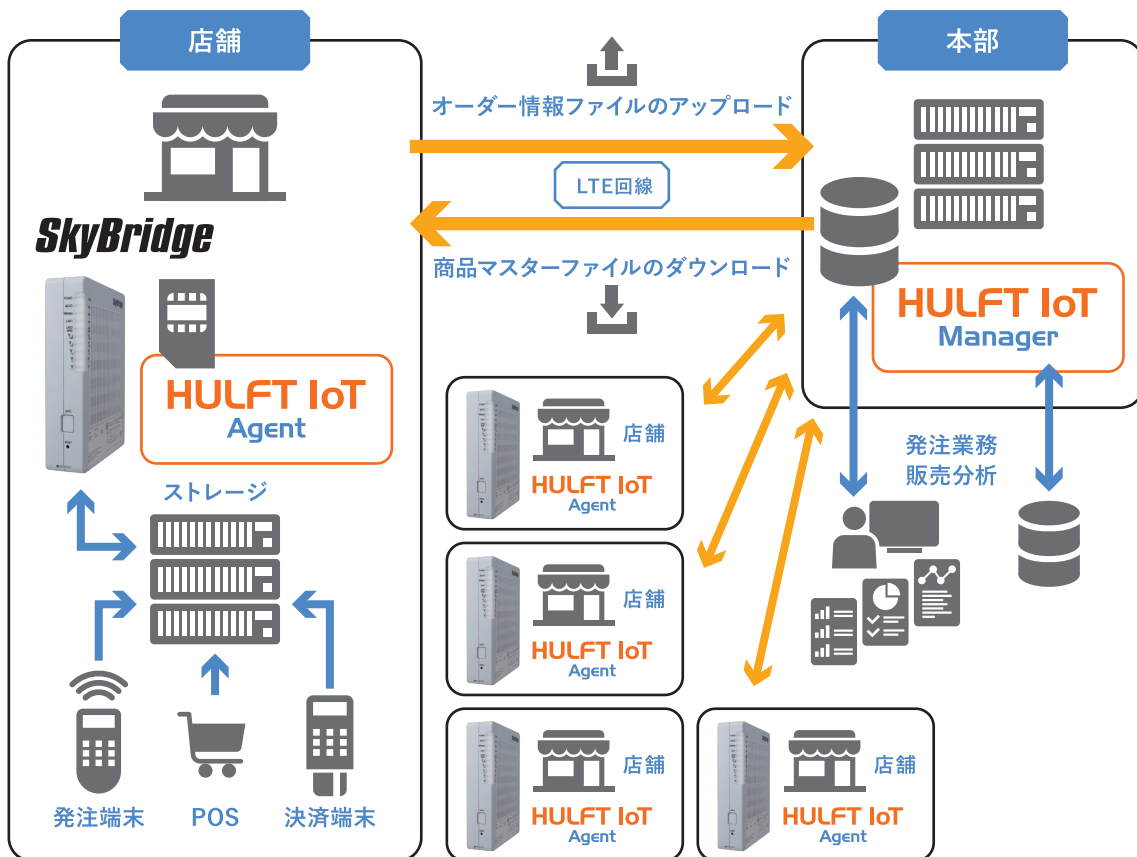 店舗
本部
オーダー情報ファイルのアップロード
LTE回線
商品マスターファイルのダウンロード
SkyBridge
HULFT IoT
Agent
HULFT IoT
Manager
ストレージ
発注端末
POS
決済端末
発注業務
販売分析
店舗
HULFT IoT
Agent
店舗
HULFT IoT
Agent
店舗
HULFT IoT
Agent
店舗
HULFT IoT
Agent